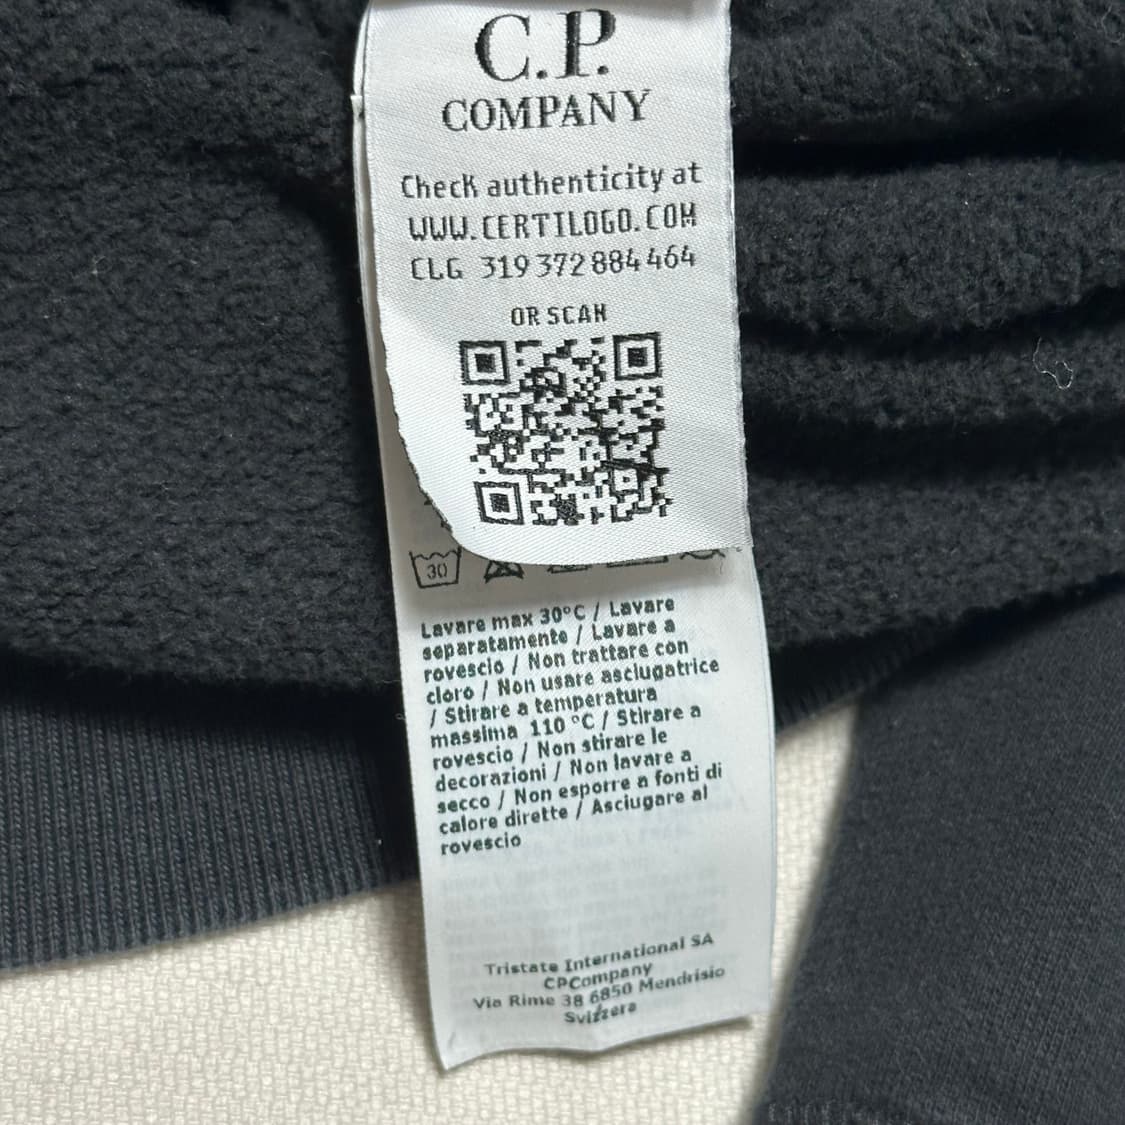 C.P.
COMPANY
Check authenticity at
WWW.CERTILOGO.COM
CLG 319 372 884 464
OR SCAN
30
Lavare max 30°C / Lavare
separatamente / Lavare a
rovescio / Non trattare con
cloro / Non usare asciugatrice
/ Stirare a temperatura
massima 110 °C / Stirare a
rovescio / Non stirare le
decorazioni / Non lavare a
secco / Non esporre a fonti di
calore dirette / Asciugare al
rovescio
Tristate International SA
CPCompany
Via Rime 38 6850 Mendrisio
Svizzera